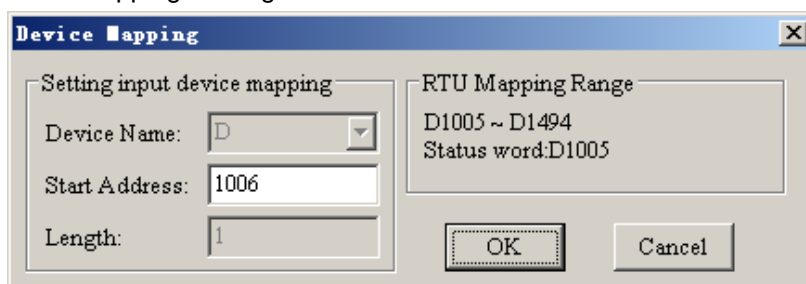 Device Mapping
Setting input device mapping
Device Name: D
Start Address: 1006
Length: 1
RTU Mapping Range
D1005 ~ D1494
Status word:D1005
OK
Cancel